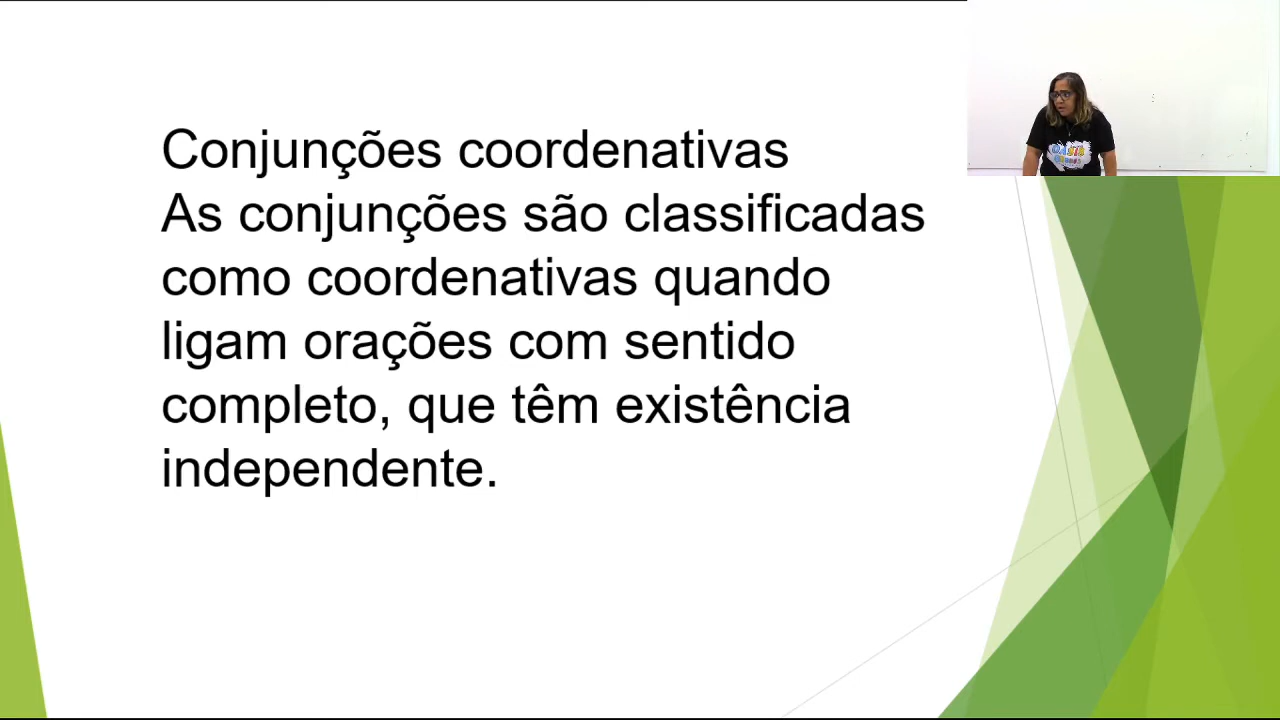 Conjunções coordenativas
As conjunções são classificadas
como coordenativas quando
ligam orações com sentido
completo, que têm existência
independente.